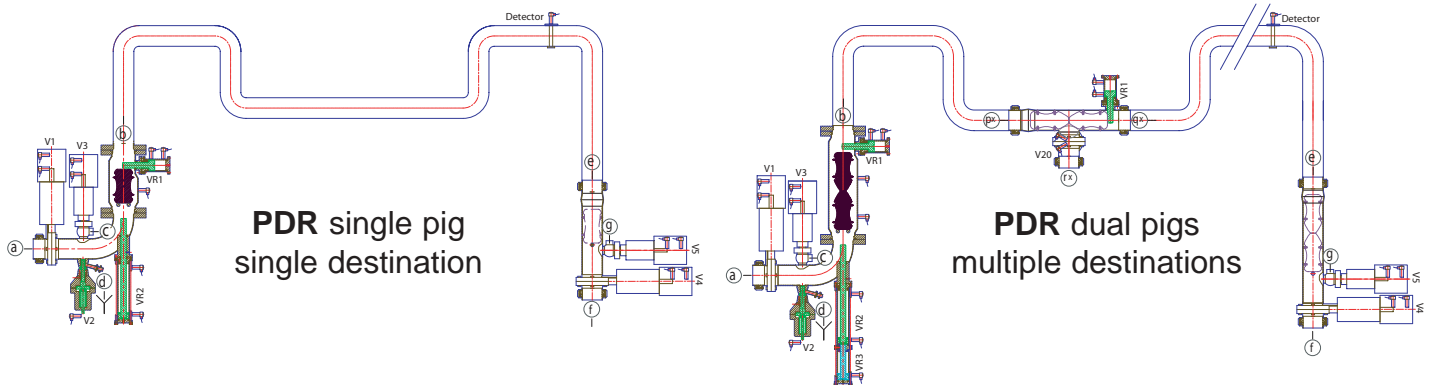 Detector
b
V1
V3
VR1
e
a
c
g
V5
d
VR2
V4
V2
f
PDR single pig
single destination
Detector
b
VR1
px
qx
VR1
V20
rx
e
V1
V3
a
c
g
V5
d
VR2
V4
V2
VR3
f
PDR dual pigs
multiple destinations